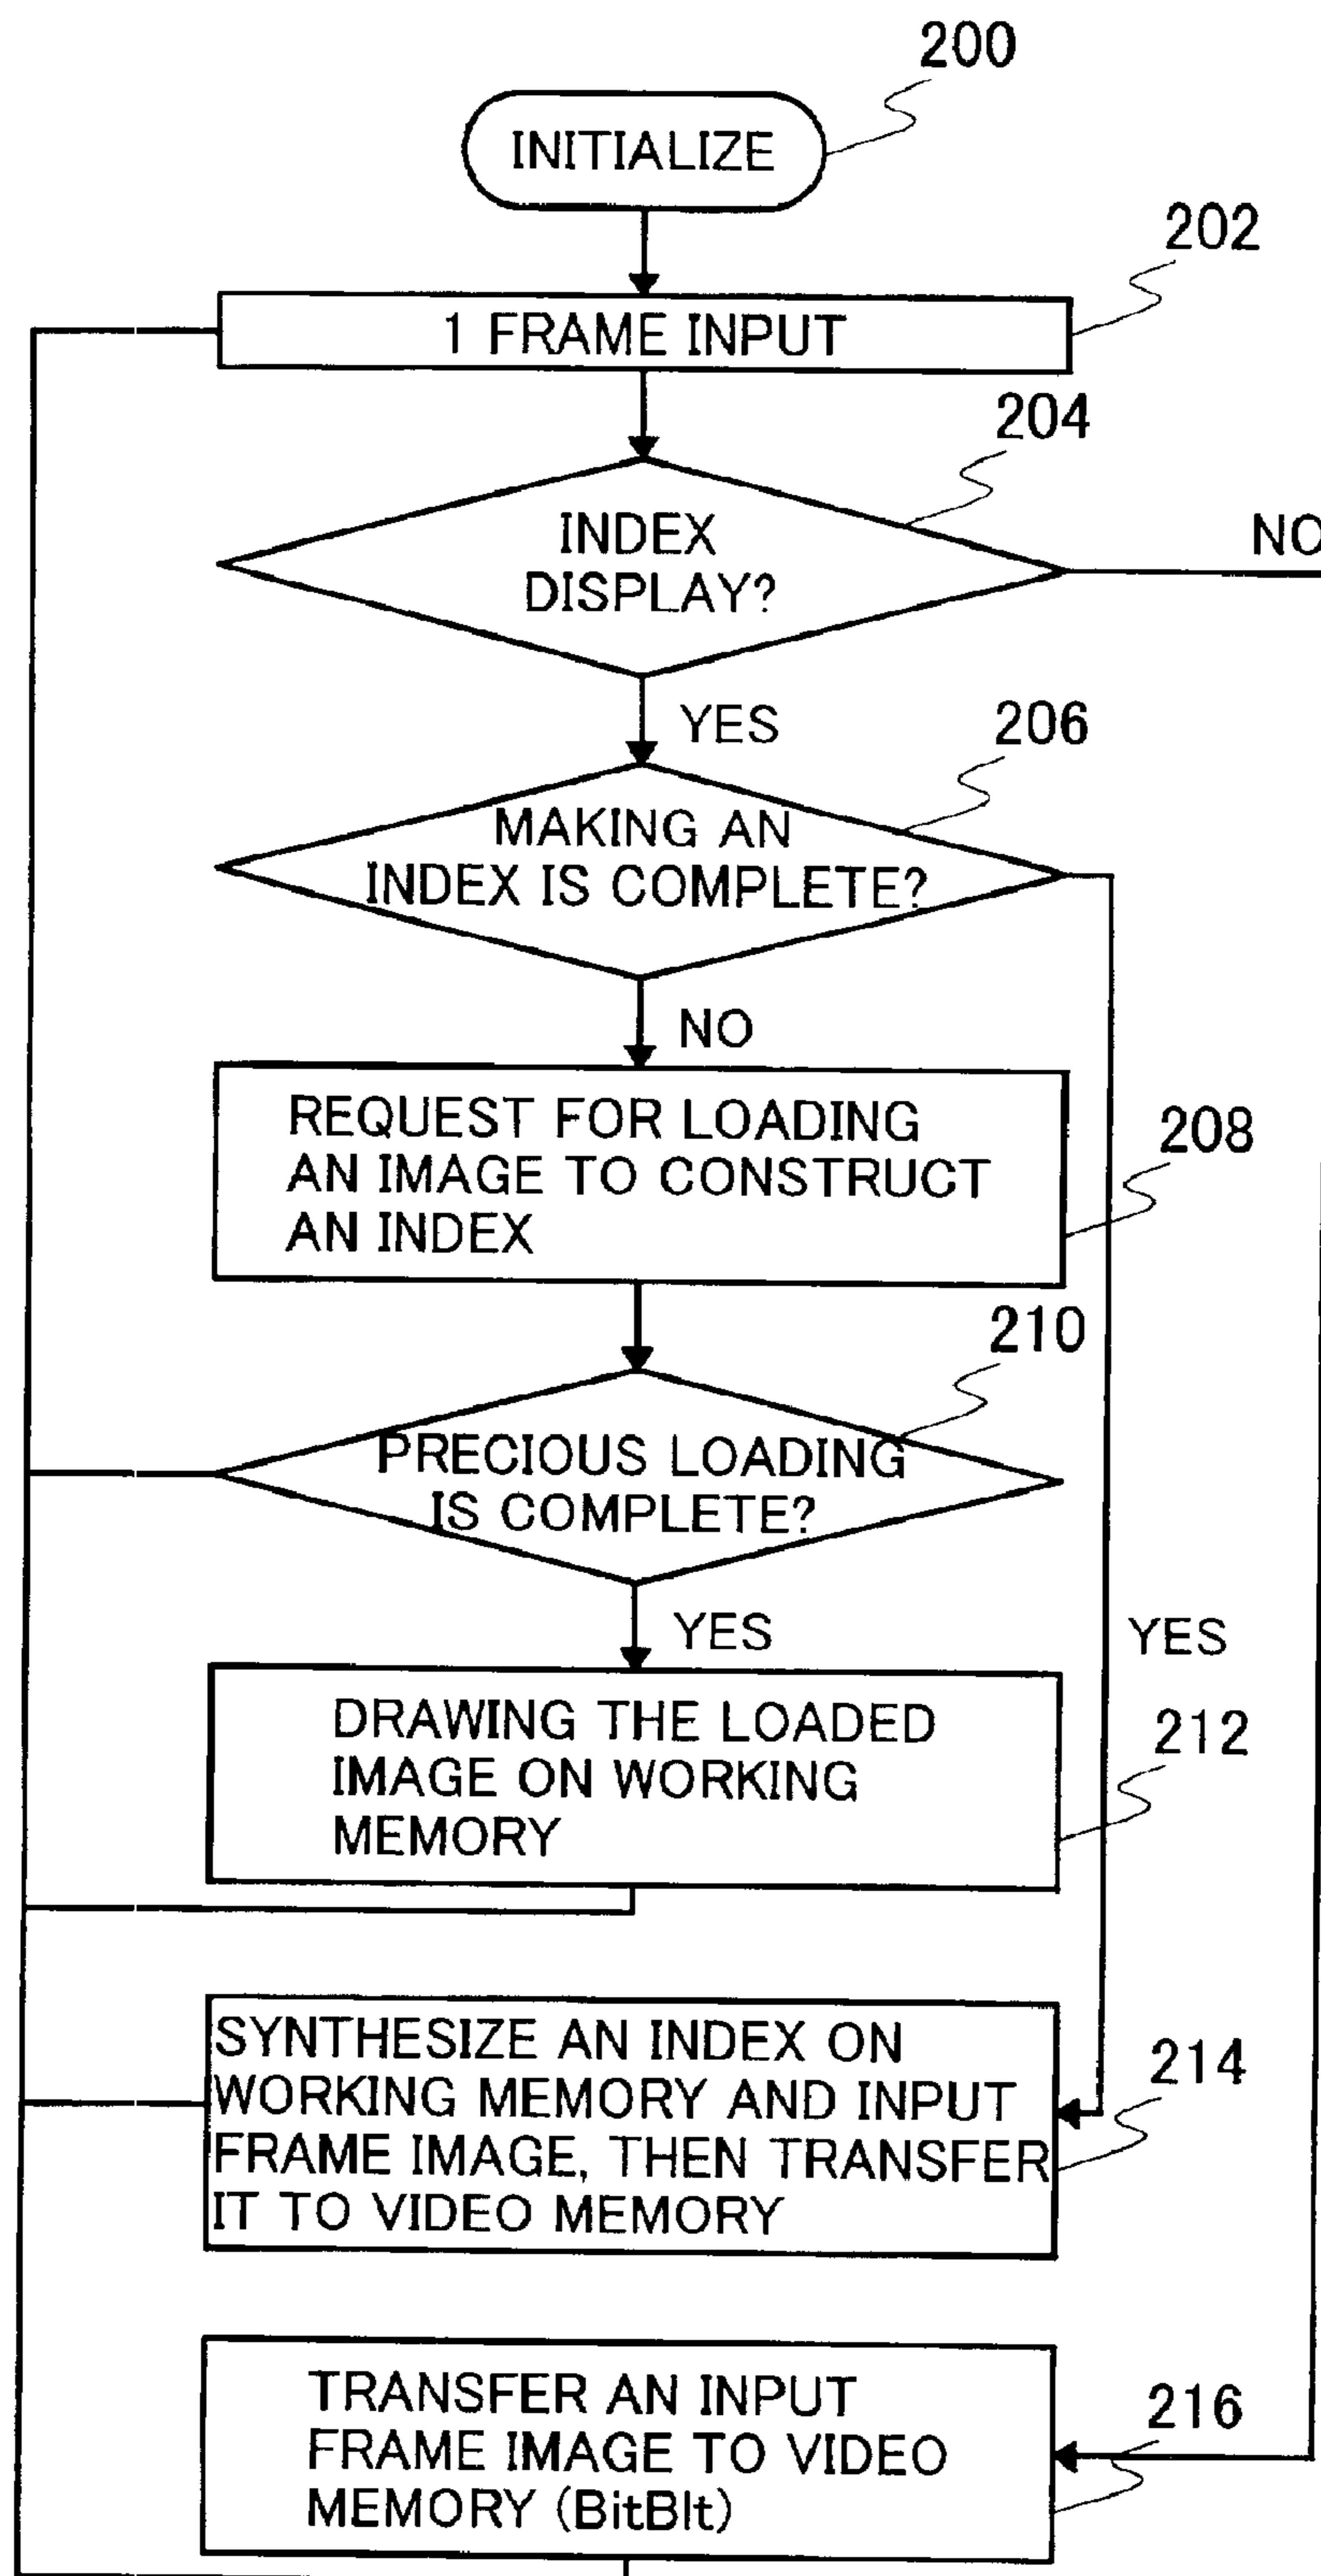 200
INITIALIZE
202
1 FRAME INPUT
204
INDEX
DISPLAY?
NO
YES
206
MAKING AN
INDEX IS COMPLETE?
NO
REQUEST FOR LOADING
AN IMAGE TO CONSTRUCT
AN INDEX
208
210
PRECIOUS LOADING
IS COMPLETE?
YES
YES
DRAWING THE LOADED
IMAGE ON WORKING
MEMORY
212
SYNTHESIZE AN INDEX ON
WORKING MEMORY AND INPUT
FRAME IMAGE, THEN TRANSFER
IT TO VIDEO MEMORY
214
TRANSFER AN INPUT
FRAME IMAGE TO VIDEO
MEMORY (BitBlt)
216